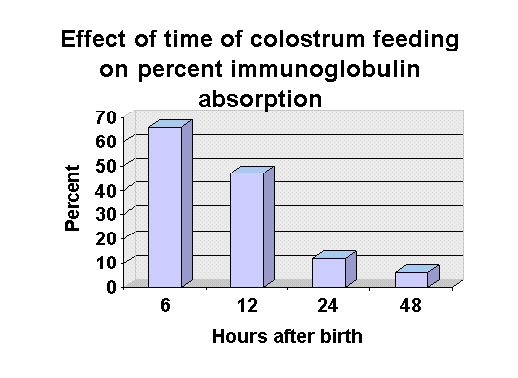 Effect of time of colostrum feeding
on percent immunoglobulin
absorption
70
60
50
40
30
20
10
0
Percent
6 12 24 48
Hours after birth